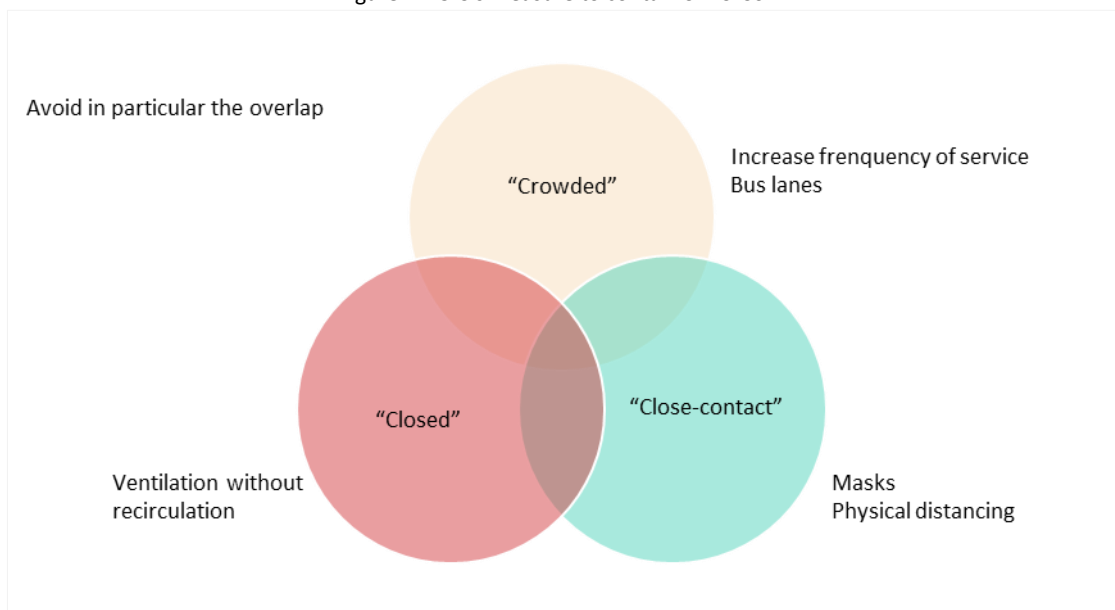 Avoid in particular the overlap
"Crowded"
Increase frenquency of service
Bus lanes
"Closed"
"Close-contact"
Ventilation without
recirculation
Masks
Physical distancing